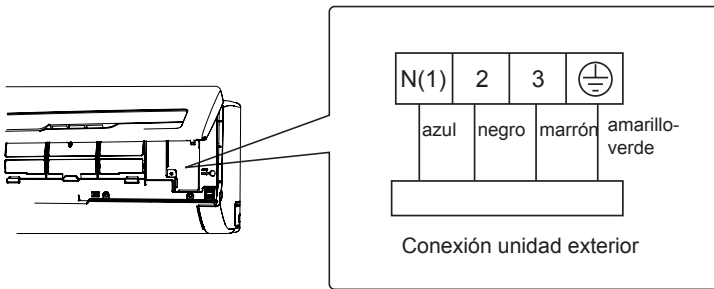 N(1) 2 3
azul negro marrón amarillo-
verde
Conexión unidad exterior